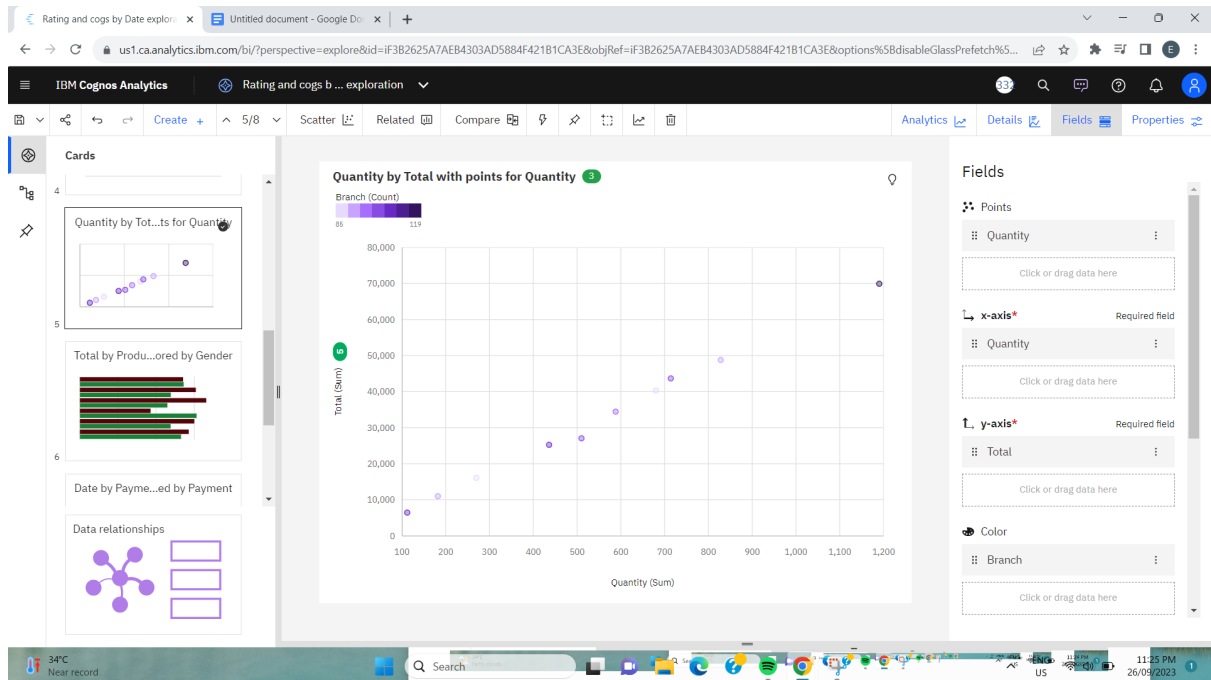 Rating and cogs by Date explora
Untitled document - Google Do
us1.ca.analytics.ibm.com/bi/?perspective=explore&id=iF3B2625A7AEB4303AD5884F421B1CA3E&objRef=iF3B2625A7AEB4303AD5884F421B1CA3E&options%5BdisableGlassPrefetch%5...
E
IBM Cognos Analytics
Rating and cogs b ... exploration
332
Create +
5/8
Scatter
Related
Compare
Analytics
Details
Fields
Properties
Cards
4
Quantity by Tot...ts for Quantity
5
Total by Produ...ored by Gender
6
Date by Payme...ed by Payment
Data relationships
Quantity by Total with points for Quantity 3
Branch (Count)
86 119
80,000
70,000
60,000
50,000
40,000
30,000
20,000
10,000
0
Total (Sum) 5
100 200 300 400 500 600 700 800 900 1,000 1,100 1,200
Quantity (Sum)
Fields
Points
Quantity
Click or drag data here
x-axis* Required field
Quantity
Click or drag data here
y-axis* Required field
Total
Click or drag data here
Color
Branch
Click or drag data here
34°C
Near record
Search
ENG
US
11:25 PM
26/09/2023
1